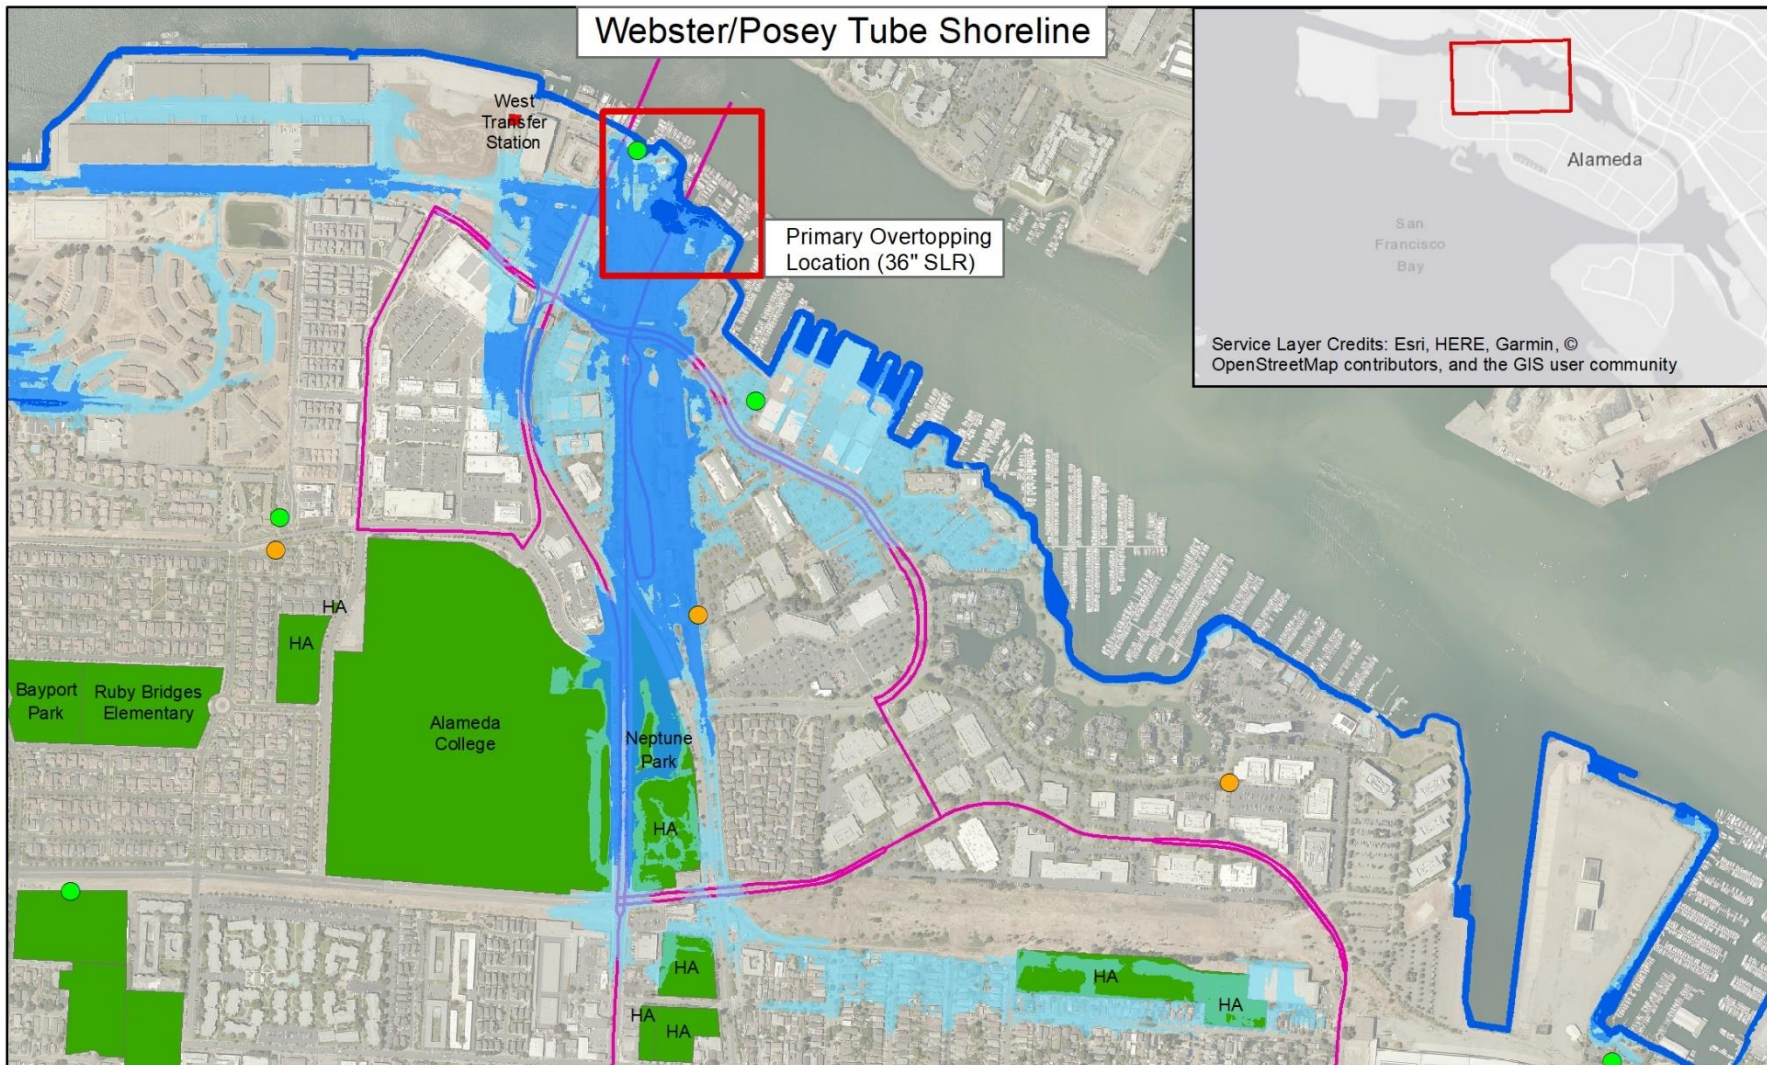 Webster/Posey Tube Shoreline
West
Transfer
Station
Primary Overtopping
Location (36" SLR)
Alameda
San
Francisco
Bay
Service Layer Credits: Esri, HERE, Garmin, ©
OpenStreetMap contributors, and the GIS user community
HA
HA
Bayport
Park
Ruby Bridges
Elementary
Alameda
College
Neptune
Park
HA
HA
HA
HA
HA
HA